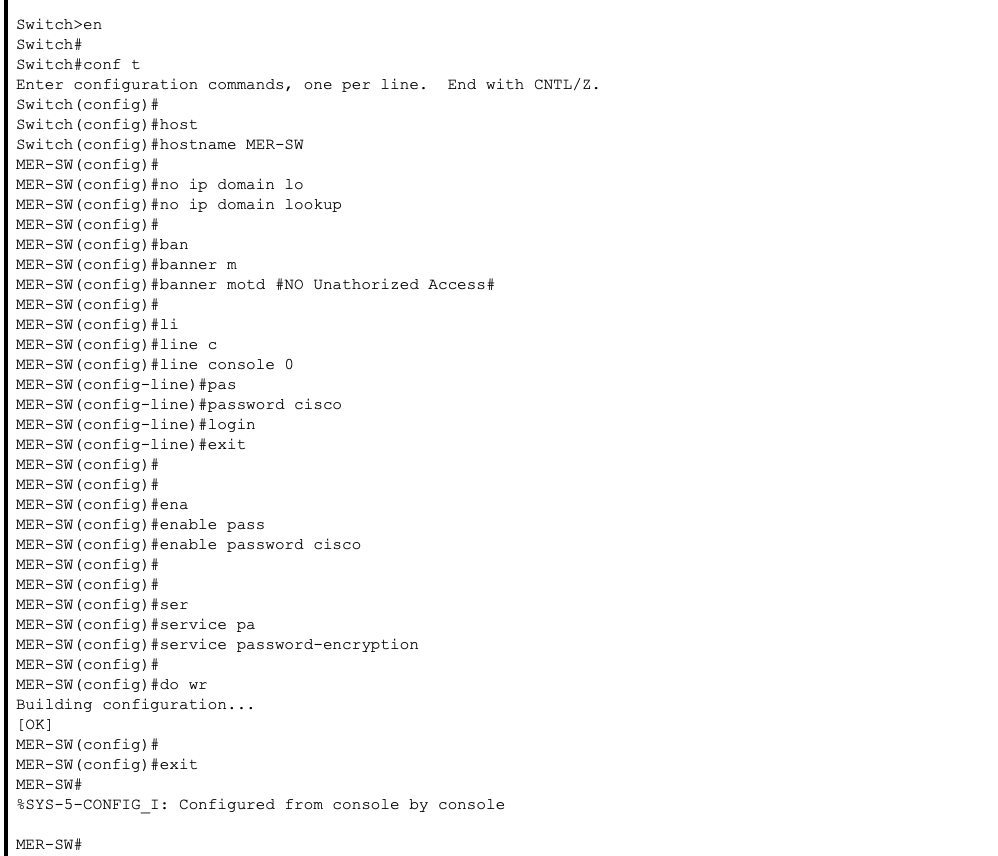 Switch>en
Switch#
Switch#conf t
Enter configuration commands, one per line.  End with CNTL/Z.
Switch(config)#
Switch(config)#host
Switch(config)#hostname MER-SW
MER-SW(config)#
MER-SW(config)#no ip domain lo
MER-SW(config)#no ip domain lookup
MER-SW(config)#
MER-SW(config)#ban
MER-SW(config)#banner m
MER-SW(config)#banner motd #NO Unathorized Access#
MER-SW(config)#
MER-SW(config)#li
MER-SW(config)#line c
MER-SW(config)#line console 0
MER-SW(config-line)#pas
MER-SW(config-line)#password cisco
MER-SW(config-line)#login
MER-SW(config-line)#exit
MER-SW(config)#
MER-SW(config)#
MER-SW(config)#ena
MER-SW(config)#enable pass
MER-SW(config)#enable password cisco
MER-SW(config)#
MER-SW(config)#
MER-SW(config)#ser
MER-SW(config)#service pa
MER-SW(config)#service password-encryption
MER-SW(config)#
MER-SW(config)#do wr
Building configuration...
[OK]
MER-SW(config)#
MER-SW(config)#exit
MER-SW#
%SYS-5-CONFIG_I: Configured from console by console

MER-SW#